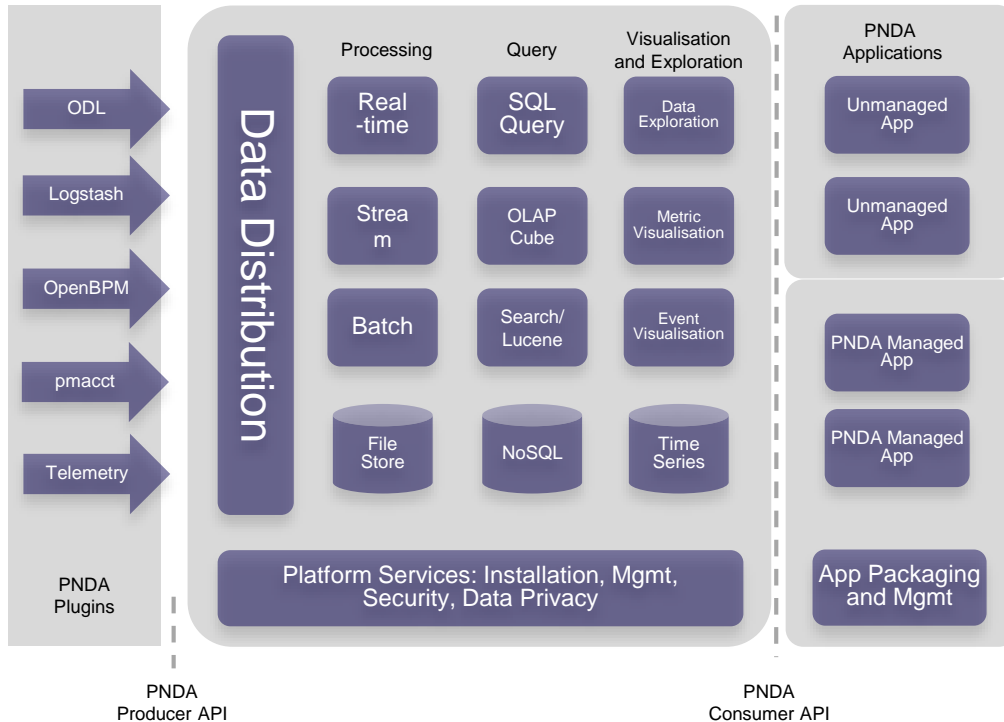 ODL
Logstash
OpenBPM
pmacct
Telemetry
PNDA
Plugins
PNDA
Producer API
Data Distribution
Processing
Real
-time
Strea
m
Batch
File
Store
Query
SQL
Query
OLAP
Cube
Search/
Lucene
NoSQL
Visualisation
and Exploration
Data
Exploration
Metric
Visualisation
Event
Visualisation
Time
Series
Platform Services: Installation, Mgmt,
Security, Data Privacy
PNDA
Consumer API
PNDA
Applications
Unmanaged
App
Unmanaged
App
PNDA Managed
App
PNDA Managed
App
App Packaging
and Mgmt